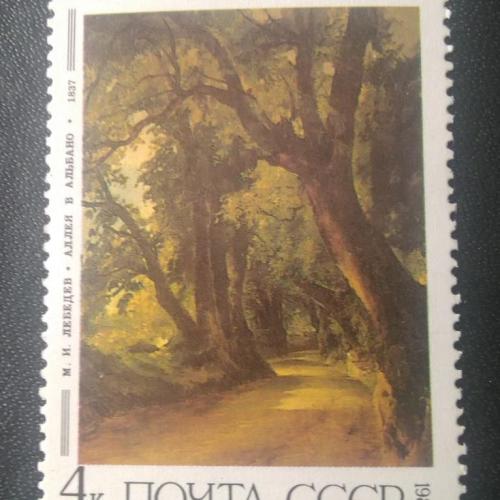 М. И. ЛЕБЕДЕВ • АЛЛЕЯ В АЛЬБАНО • 1837
4к ПОЧТА СССР